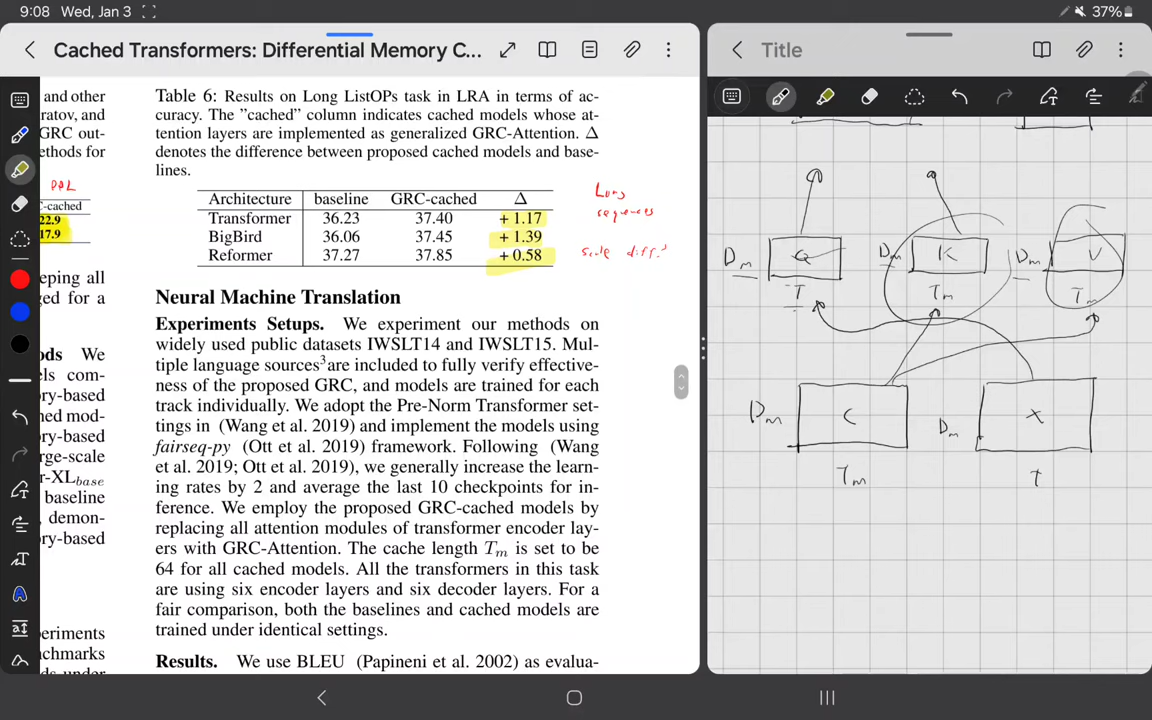 9:08 Wed, Jan 3
37%
Cached Transformers: Differential Memory C...
Title
and other
ratov, and
GRC out-
ethods for
PPL
-cached
22.9
17.9
eping all
ged for a
ods We
els com-
ory-based
ned mod-
ory-based
rge-scale
r-XLbase
baseline
, demon-
ory-based
periments
nchmarks
ds under
Table 6: Results on Long ListOPs task in LRA in terms of ac-
curacy. The ”cached” column indicates cached models whose at-
tention layers are implemented as generalized GRC-Attention. Δ
denotes the difference between proposed cached models and base-
lines.
Architecture baseline GRC-cached Δ
Transformer 36.23 37.40 + 1.17
BigBird 36.06 37.45 + 1.39
Reformer 37.27 37.85 + 0.58
Long
sequences
Neural Machine Translation
Experiments Setups. We experiment our methods on
widely used public datasets IWSLT14 and IWSLT15. Mul-
tiple language sources3 are included to fully verify effective-
ness of the proposed GRC, and models are trained for each
track individually. We adopt the Pre-Norm Transformer set-
tings in (Wang et al. 2019) and implement the models using
fairseq-py (Ott et al. 2019) framework. Following (Wang
et al. 2019; Ott et al. 2019), we generally increase the learn-
ing rates by 2 and average the last 10 checkpoints for in-
ference. We employ the proposed GRC-cached models by
replacing all attention modules of transformer encoder lay-
ers with GRC-Attention. The cache length Tm is set to be
64 for all cached models. All the transformers in this task
are using six encoder layers and six decoder layers. For a
fair comparison, both the baselines and cached models are
trained under identical settings.
Results. We use BLEU (Papineni et al. 2002) as evalua-
Dm Q Dm K Dm V
T Tm Tm
Dm C Dm X
Tm T